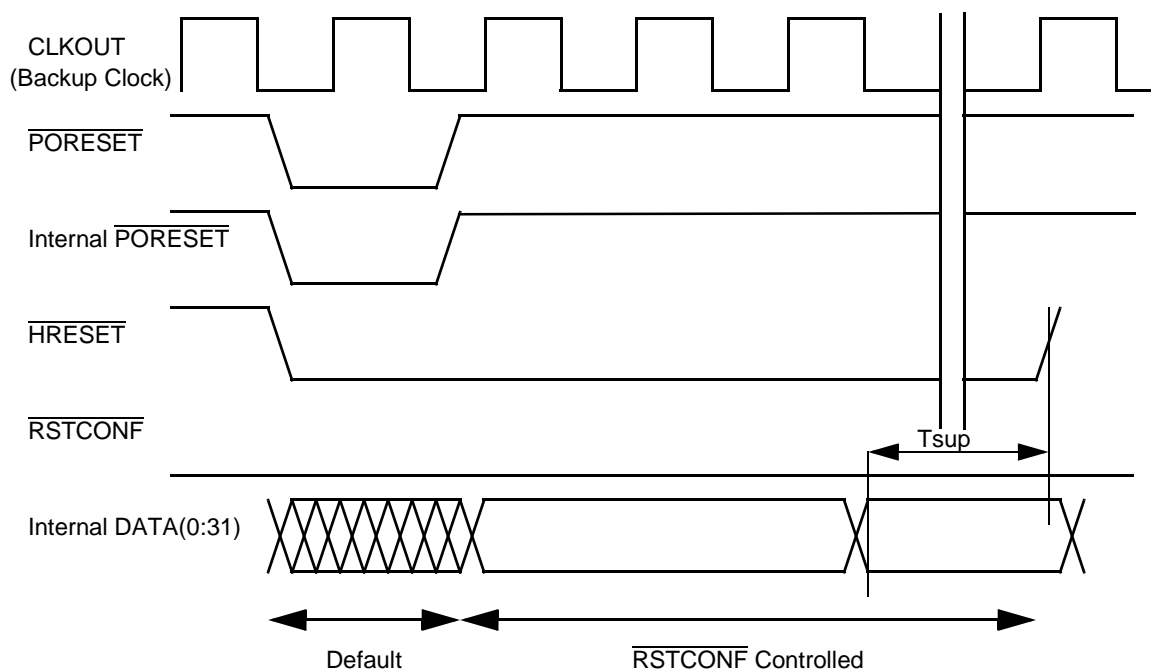 CLKOUT
(Backup Clock)
PORESET
Internal PORESET
HRESET
RSTCONF
Tsup
Internal DATA(0:31)
Default
RSTCONF Controlled